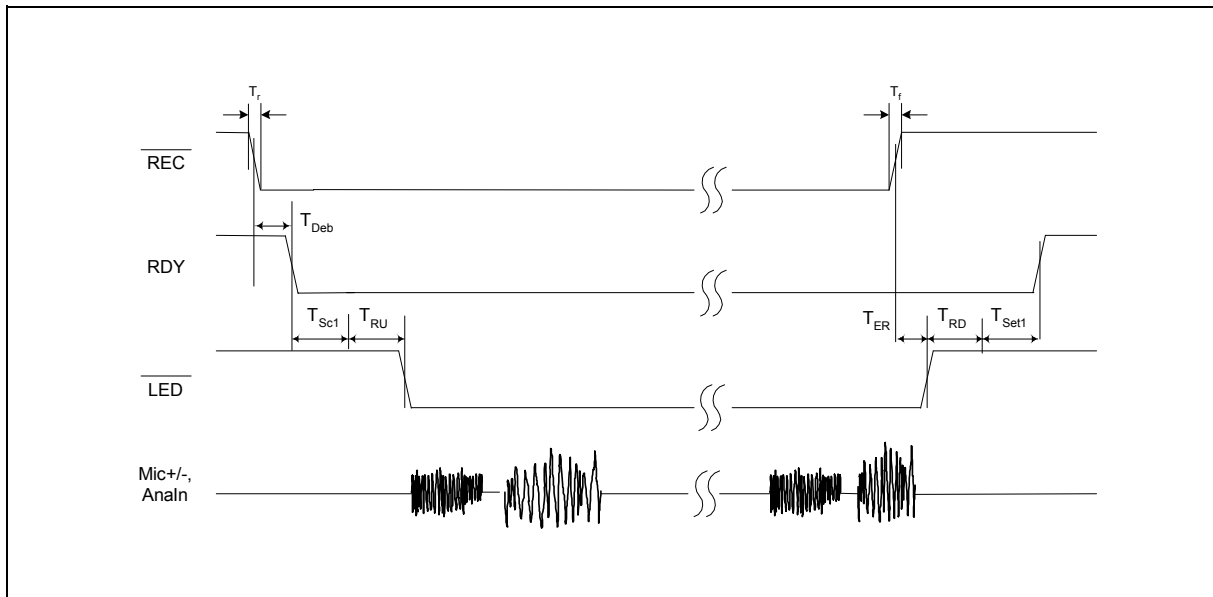 Tr
Tf
REC
TDeb
RDY
TSc1
TRU
TER
TRD
TSet1
LED
Mic+/-,
AnaIn